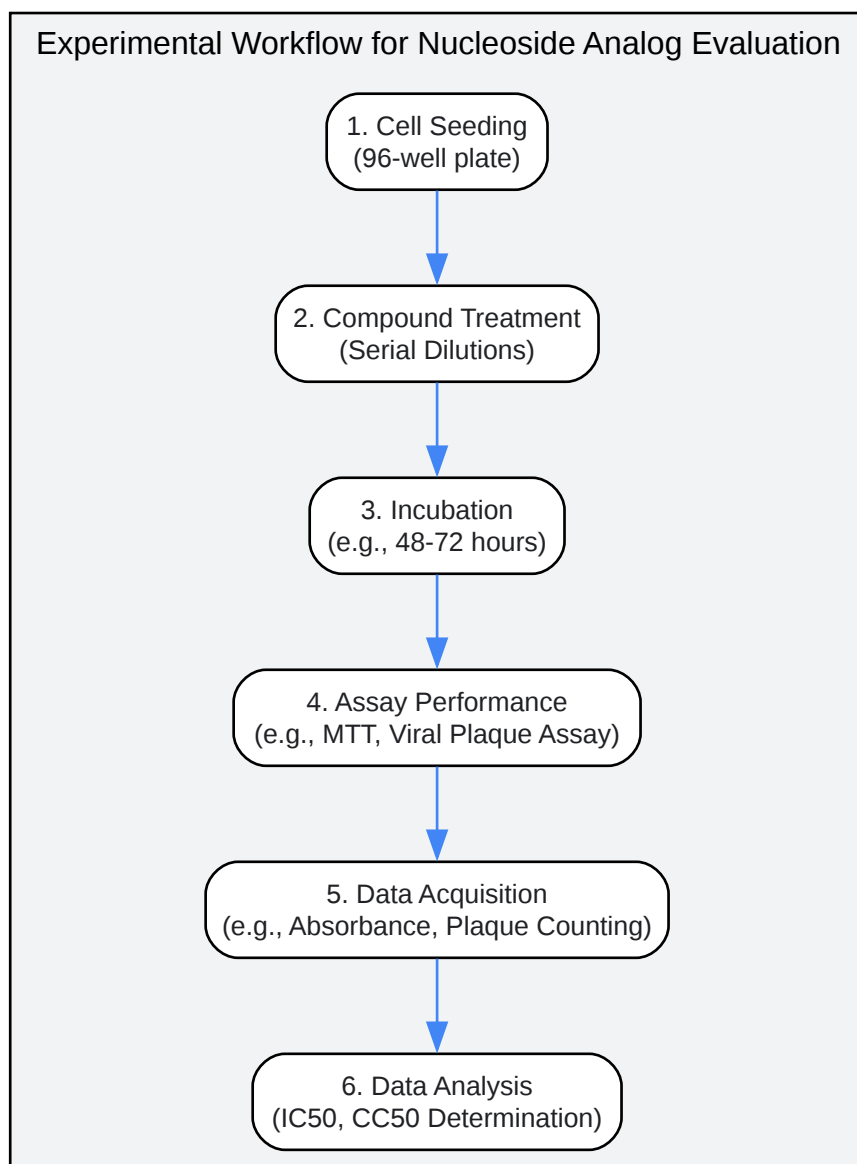 Experimental Workflow for Nucleoside Analog Evaluation
1. Cell Seeding
(96-well plate)
2. Compound Treatment
(Serial Dilutions)
3. Incubation
(e.g., 48-72 hours)
4. Assay Performance
(e.g., MTT, Viral Plaque Assay)
5. Data Acquisition
(e.g., Absorbance, Plaque Counting)
6. Data Analysis
(IC50, CC50 Determination)